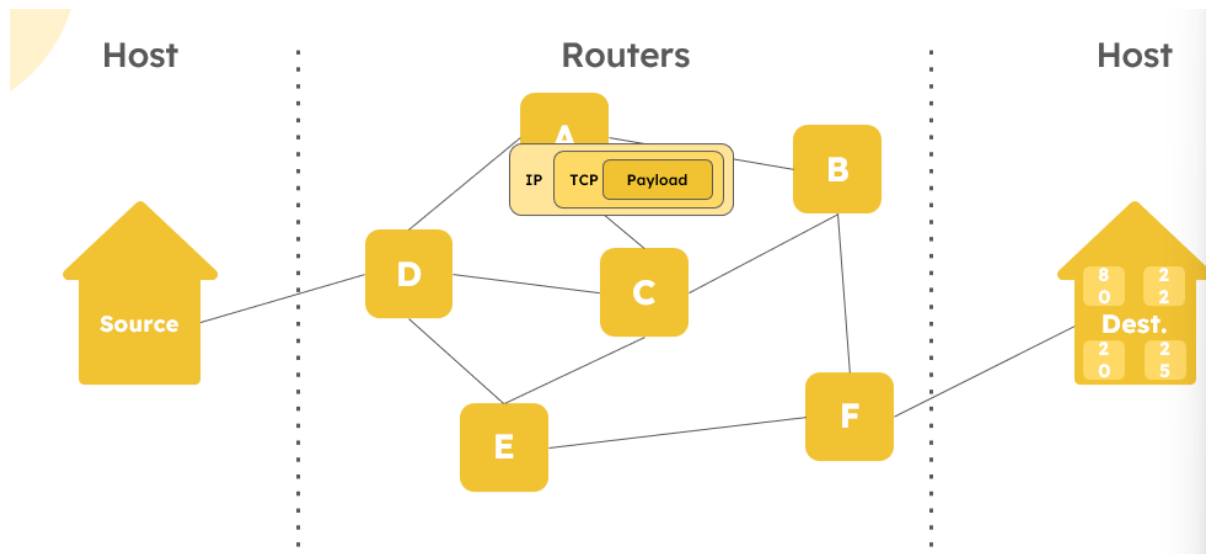 Host
Routers
Host
A
B
IP
TCP
Payload
D
C
Source
8
0
2
2
Dest.
2
0
2
5
E
F